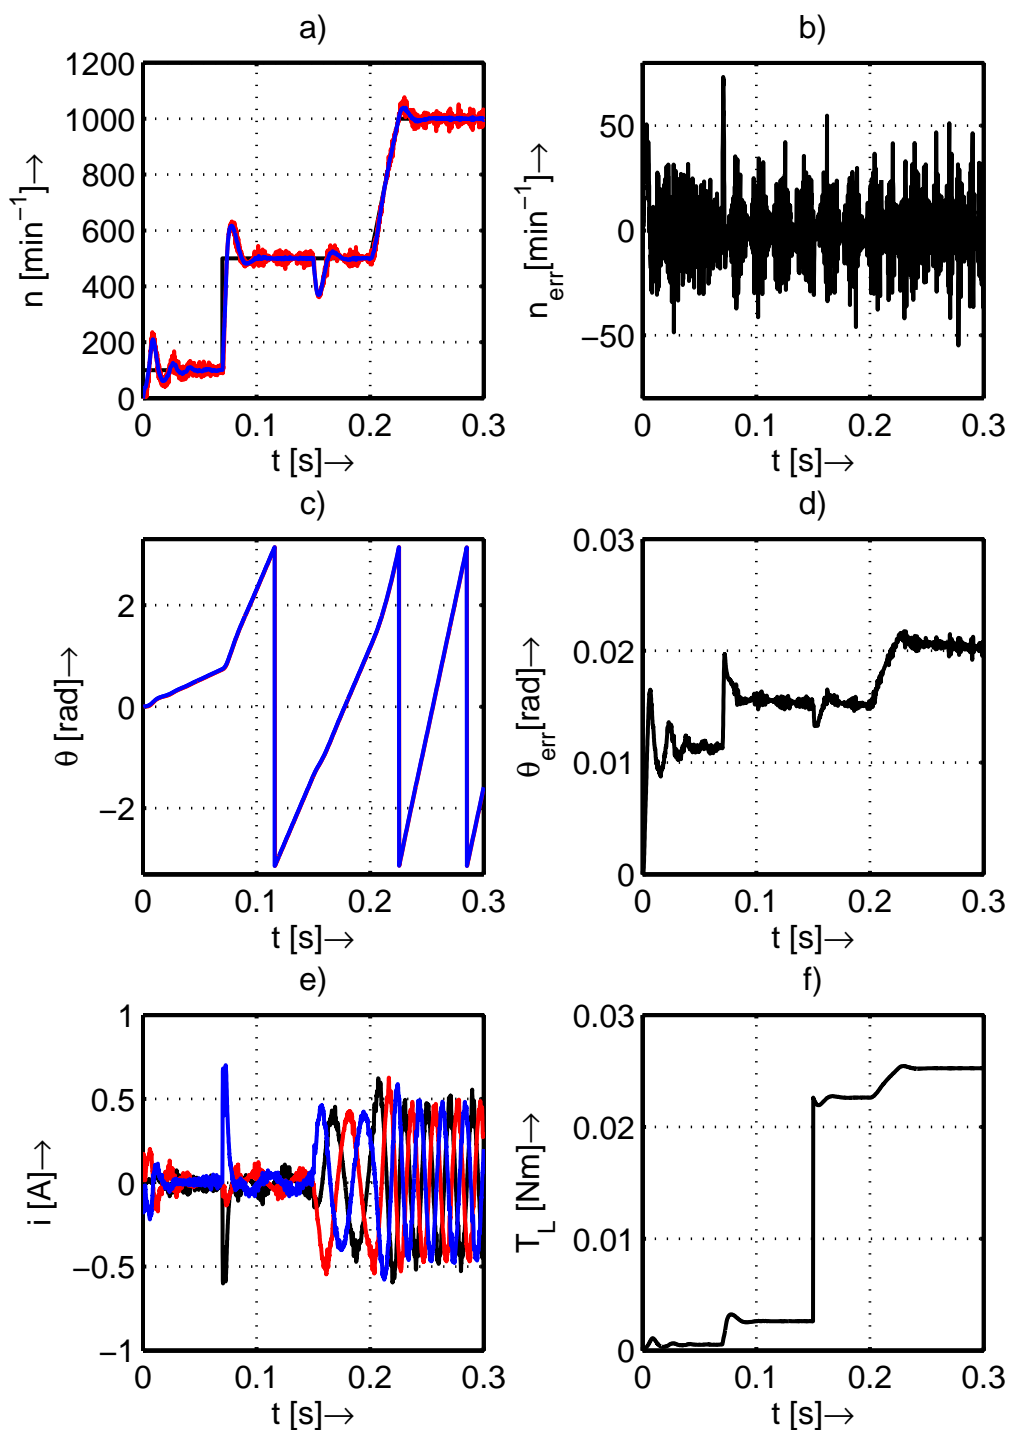 a)
1200
1000
800
600
400
200
0
0
0.1
0.2
0.3
n [min⁻¹]→
t [s]→
b)
50
0
−50
0
0.1
0.2
0.3
n_err[min⁻¹]→
t [s]→
c)
2
0
−2
0
0.1
0.2
0.3
θ [rad]→
t [s]→
d)
0.03
0.02
0.01
0
0
0.1
0.2
0.3
θ_err[rad]→
t [s]→
e)
1
0.5
0
−0.5
−1
0
0.1
0.2
0.3
i [A]→
t [s]→
f)
0.03
0.02
0.01
0
0
0.1
0.2
0.3
T_L [Nm]→
t [s]→